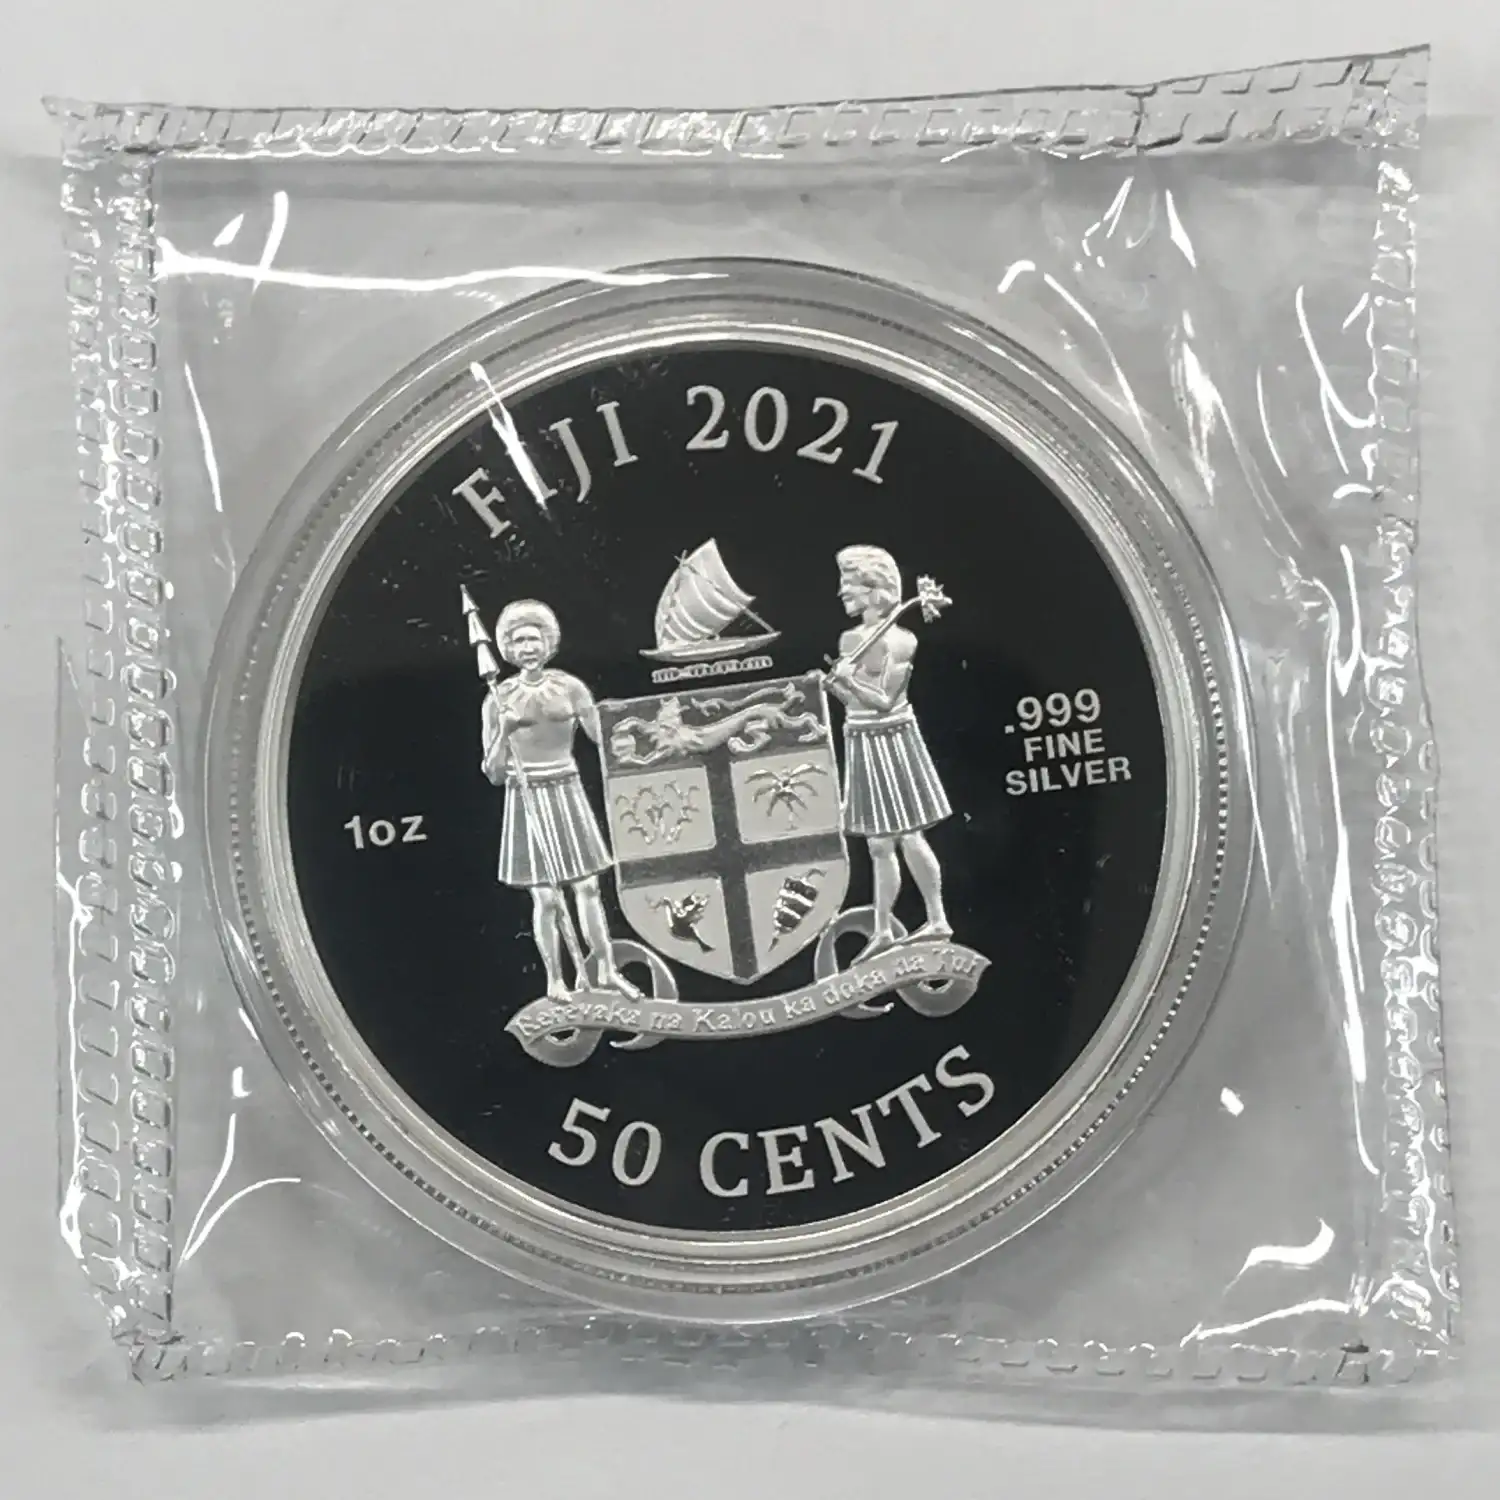 FIJI 2021
.999
FINE
SILVER
1oz
Rerevaka na Kalou ka doka na Tui
50 CENTS